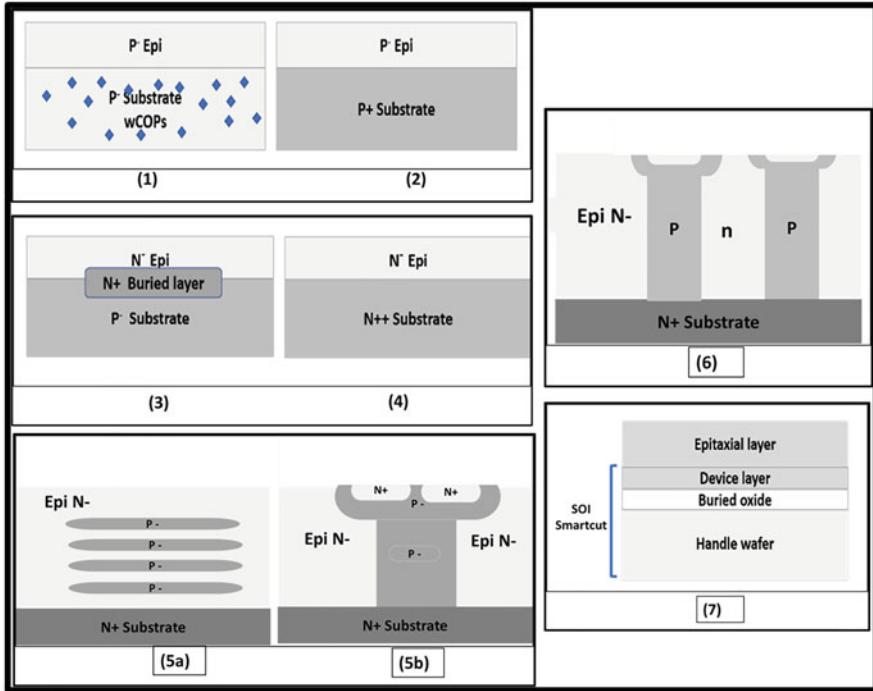 P⁻ Epi
P⁻ Substrate
wCOPs
(1)
P⁻ Epi
P+ Substrate
(2)
N⁻ Epi
N+ Buried layer
P⁻ Substrate
(3)
N⁻ Epi
N++ Substrate
(4)
Epi N-
P -
P -
P -
P -
N+ Substrate
(5a)
N+ N+
P -
Epi N- Epi N-
P -
N+ Substrate
(5b)
Epi N- P n P
N+ Substrate
(6)
Epitaxial layer
Device layer
Buried oxide
Handle wafer
SOI
Smartcut
(7)